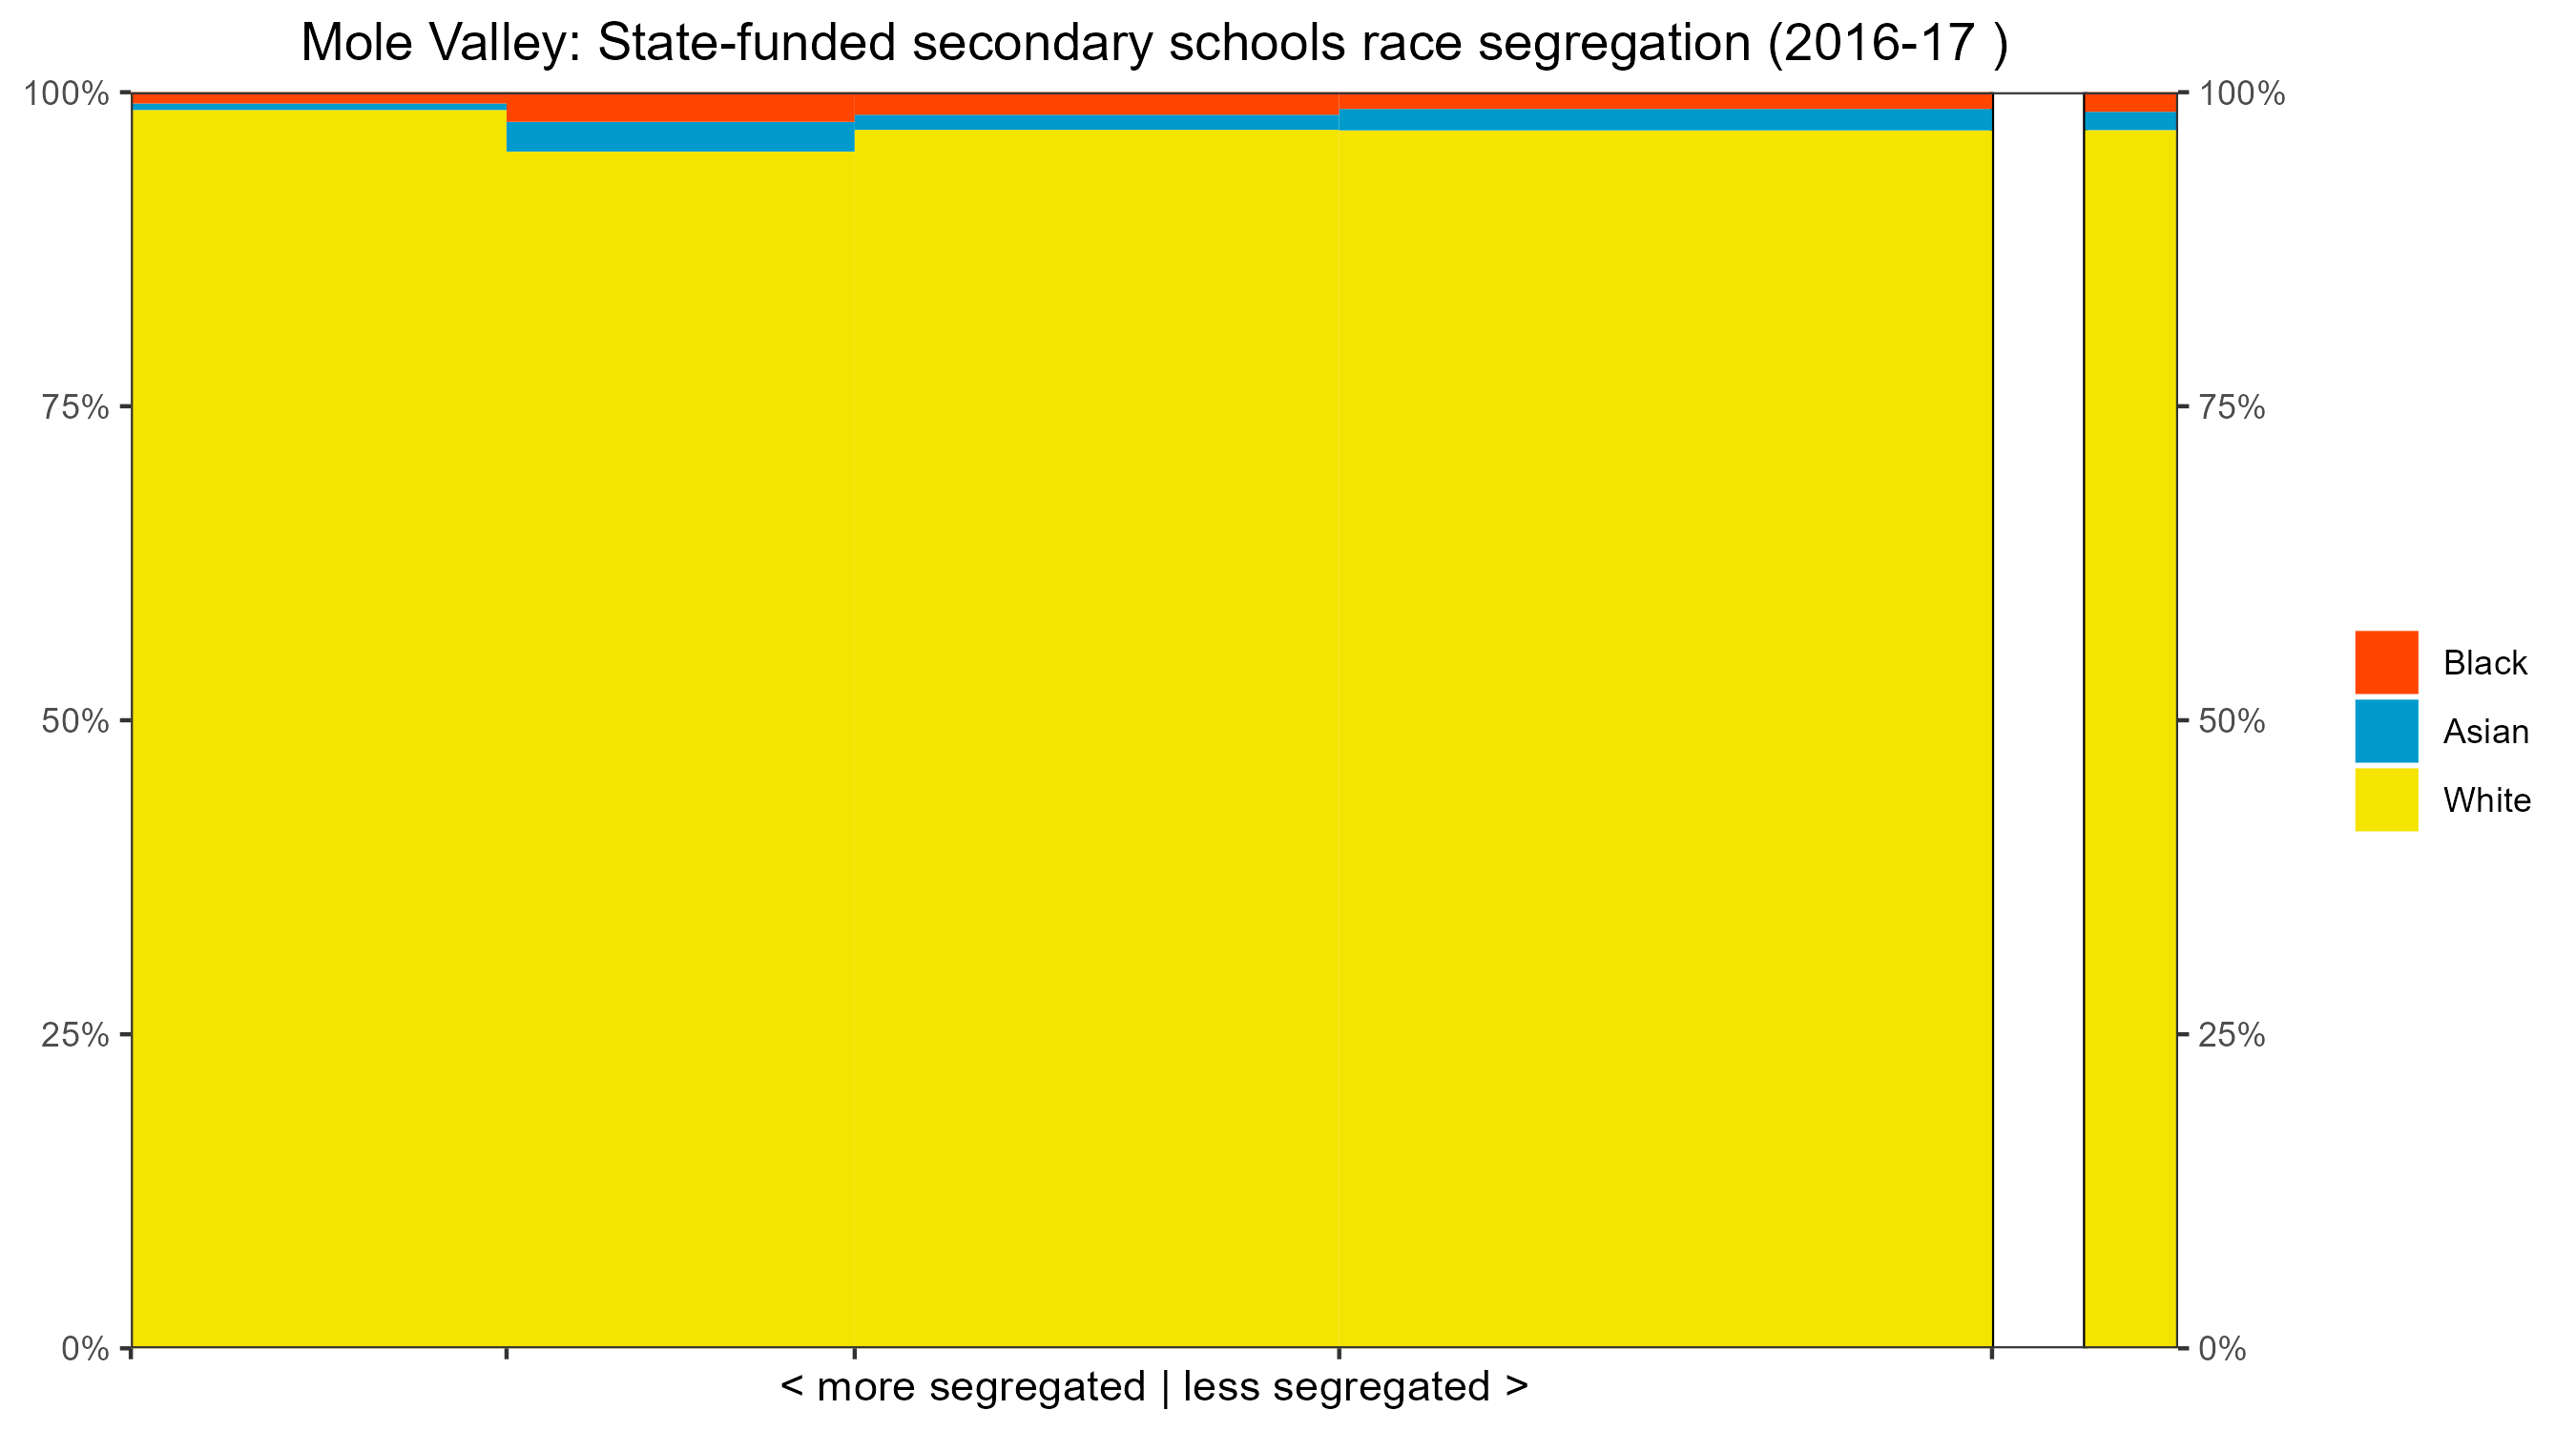 Mole Valley: State-funded secondary schools race segregation (2016-17 )
100%
75%
50%
25%
0%
100%
75%
50%
25%
0%
Black
Asian
White
< more segregated | less segregated >